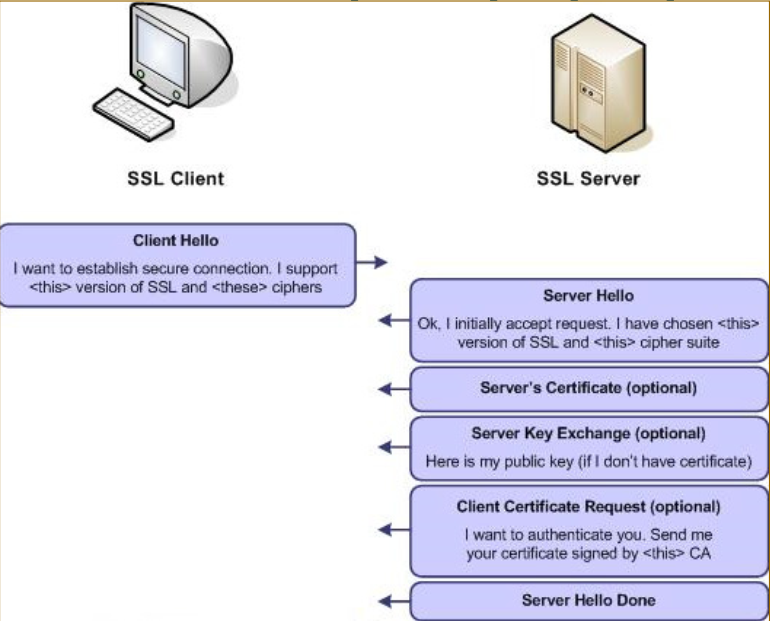 SSL Client
SSL Server
Client Hello
I want to establish secure connection. I support
<this> version of SSL and <these> ciphers
Server Hello
Ok, I initially accept request. I have chosen <this>
version of SSL and <this> cipher suite
Server's Certificate (optional)
Server Key Exchange (optional)
Here is my public key (if I don't have certificate)
Client Certificate Request (optional)
I want to authenticate you. Send me
your certificate signed by <this> CA
Server Hello Done